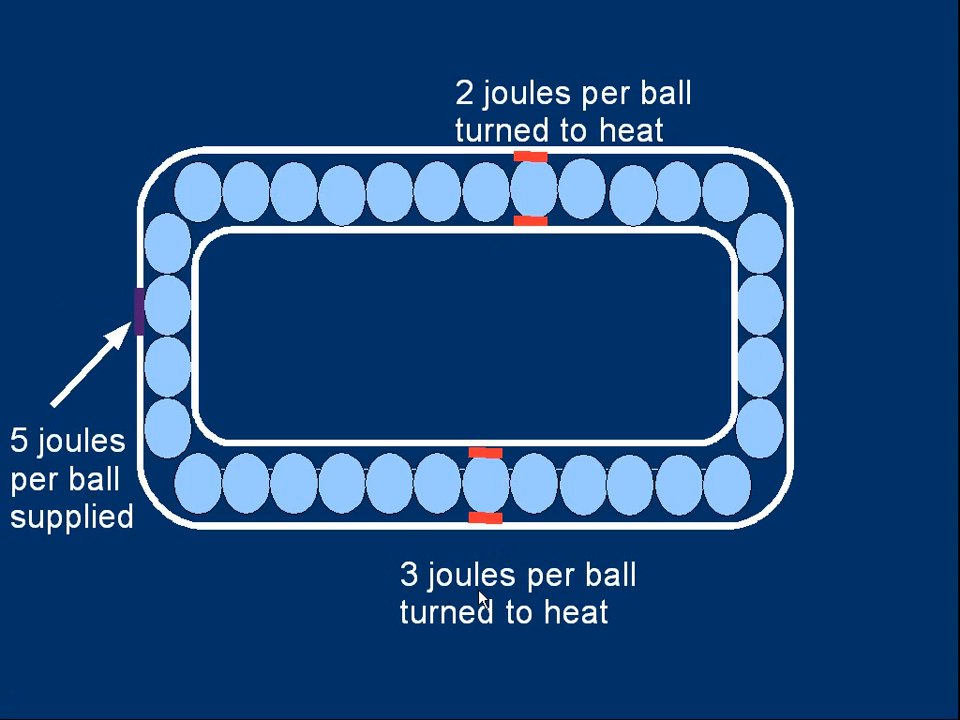 2 joules per ball
turned to heat
5 joules
per ball
supplied
3 joules per ball
turned to heat